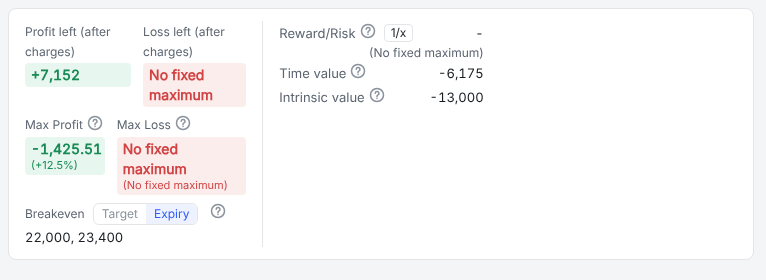 Profit left (after
charges)
+7,152
Loss left (after
charges)
No fixed
maximum
Max Profit ?
-1,425.51
(+12.5%)
Max Loss ?
No fixed
maximum
(No fixed maximum)
Breakeven Target Expiry ?
22,000, 23,400
Reward/Risk ? 1/x -
(No fixed maximum)
Time value ? -6,175
Intrinsic value ? -13,000